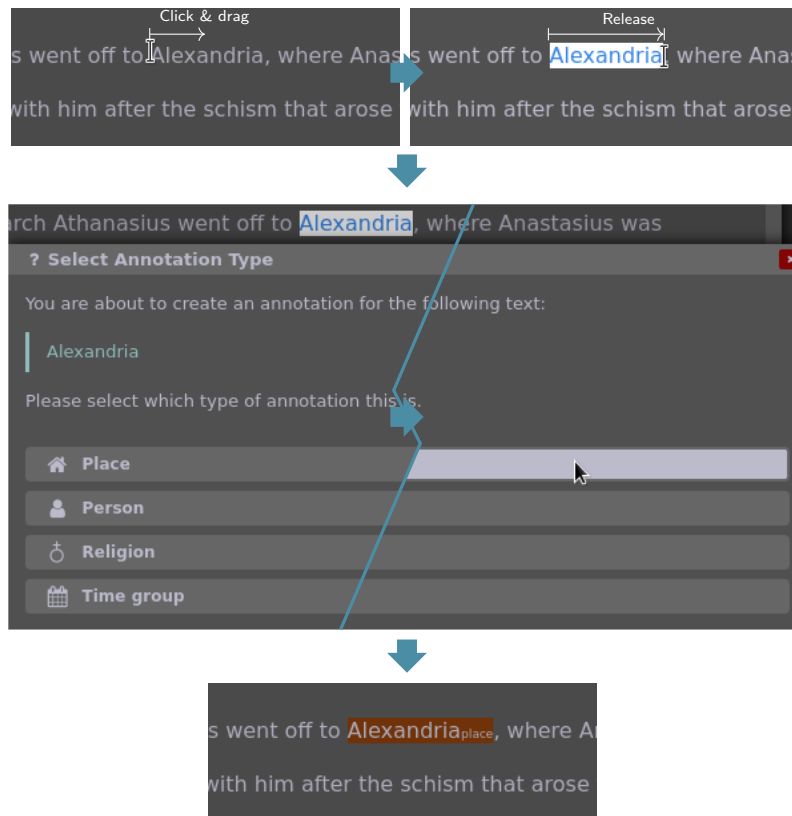 Click & drag
s went off to Alexandria, where Anas
with him after the schism that arose
Release
s went off to Alexandria, where Anas
with him after the schism that arose
arch Athanasius went off to Alexandria, where Anastasius was
? Select Annotation Type
You are about to create an annotation for the following text:
Alexandria
Please select which type of annotation this is.
Place
Person
Religion
Time group
s went off to Alexandria place, where A
with him after the schism that arose